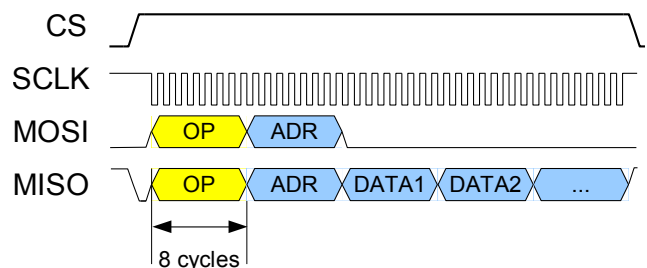 CS
SCLK
MOSI OP ADR
MISO OP ADR DATA1 DATA2 ...
8 cycles